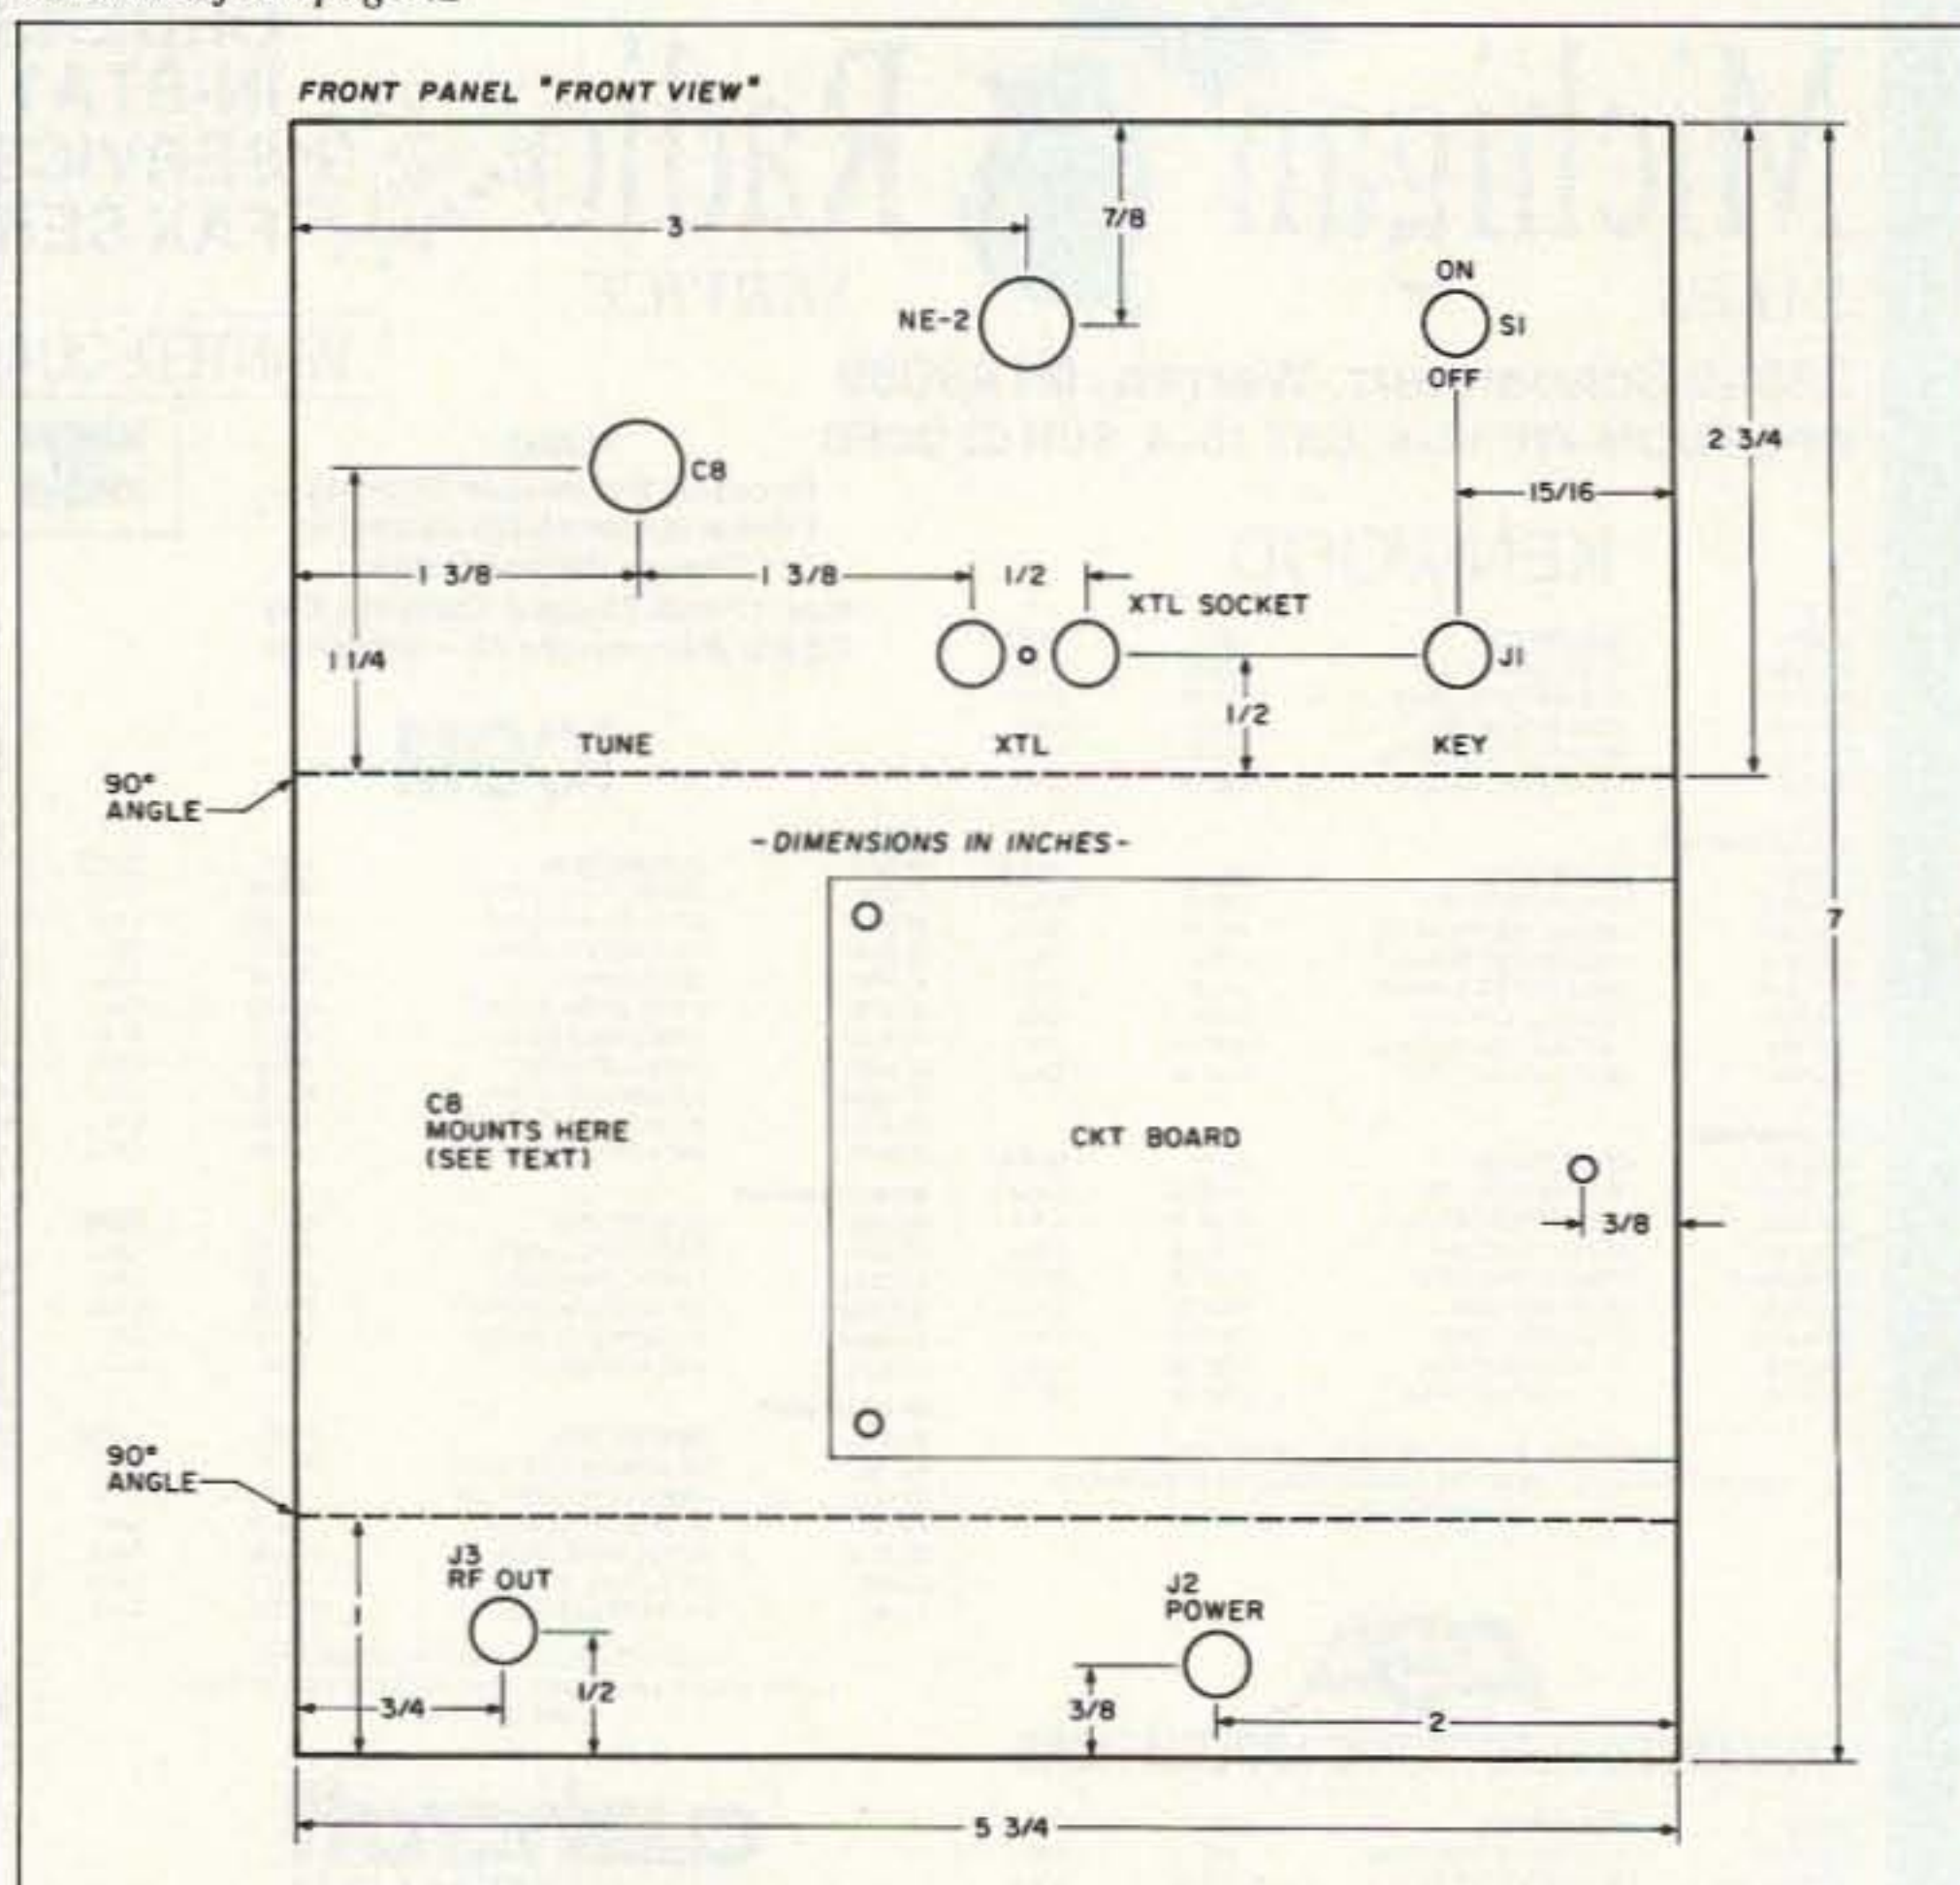 FRONT PANEL "FRONT VIEW"
3
7/8
ON
NE-2
S1
OFF
2 3/4
C8
15/16
1 3/8
1 3/8
1/2
XTL SOCKET
1 1/4
J1
1/2
TUNE
XTL
KEY
90°
ANGLE
-DIMENSIONS IN INCHES-
7
C8
MOUNTS HERE
(SEE TEXT)
CKT BOARD
3/8
90°
ANGLE
J3
RF OUT
J2
POWER
1
3/4
1/2
3/8
2
5 3/4